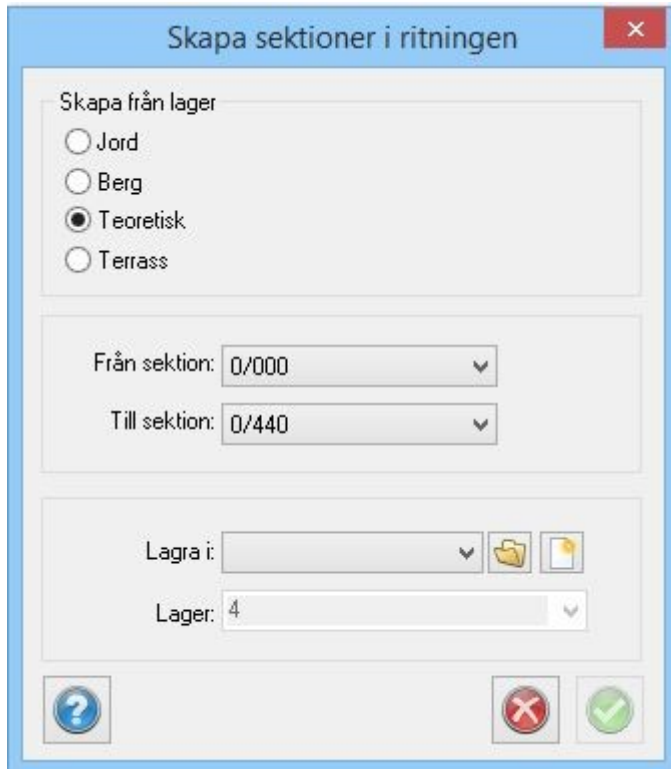 Skapa sektioner i ritningen
Skapa från lager
Jord
Berg
Teoretisk
Terrass
Från sektion: 0/000
Till sektion: 0/440
Lagra i:
Lager: 4